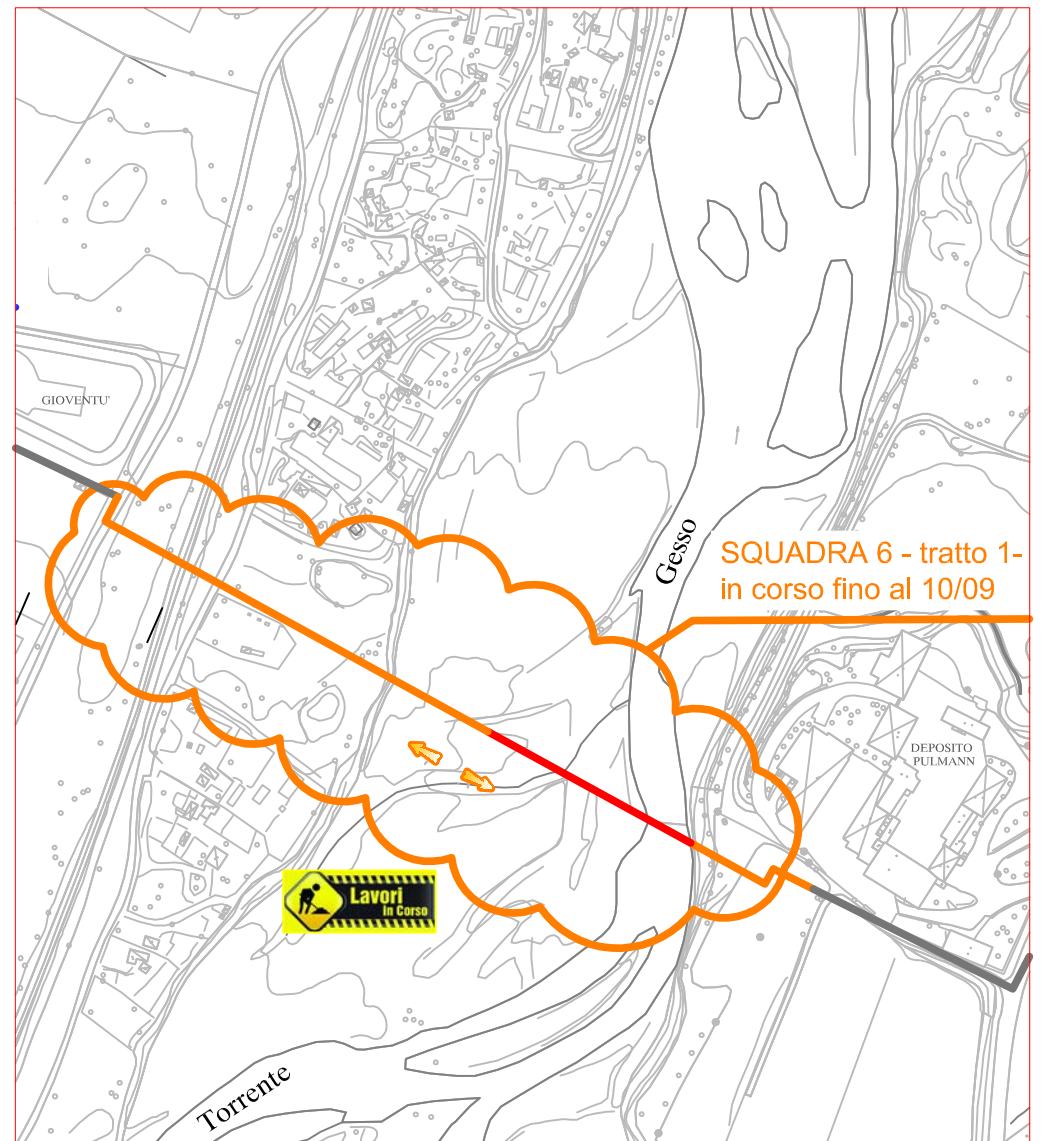 GIOVENTU'
Gesso
SQUADRA 6 - tratto 1-
in corso fino al 10/09
DEPOSITO
PULMANN
Lavori
In Corso
Torrente